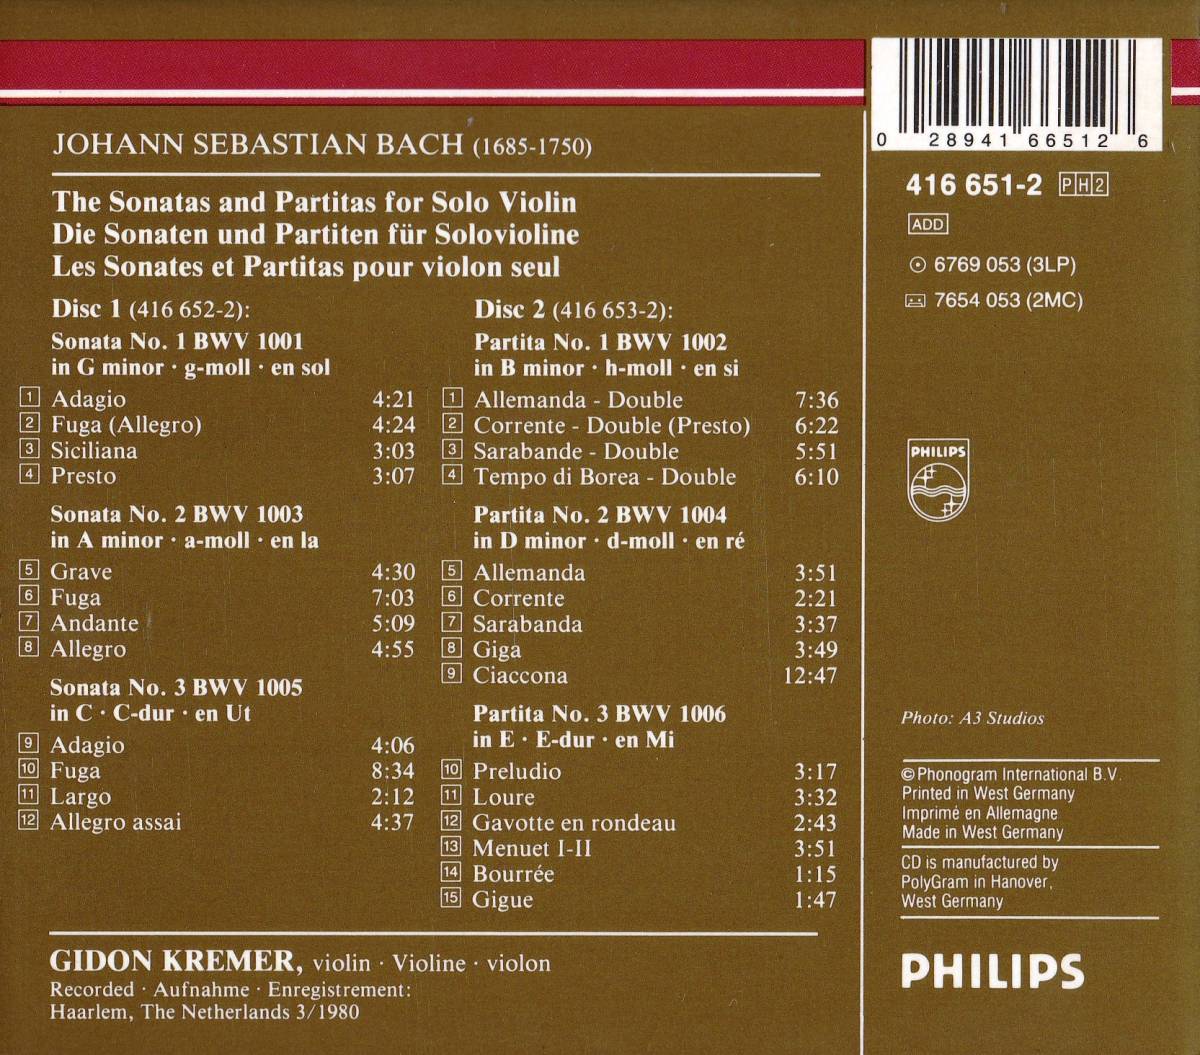 JOHANN SEBASTIAN BACH (1685-1750)
The Sonatas and Partitas for Solo Violin
Die Sonaten und Partiten für Solovioline
Les Sonates et Partitas pour violon seul
Disc 1 (416 652-2):
Sonata No. 1 BWV 1001
in G minor · g-moll · en sol
1 Adagio 4:21
2 Fuga (Allegro) 4:24
3 Siciliana 3:03
4 Presto 3:07
Sonata No. 2 BWV 1003
in A minor · a-moll · en la
5 Grave 4:30
6 Fuga 7:03
7 Andante 5:09
8 Allegro 4:55
Sonata No. 3 BWV 1005
in C · C-dur · en Ut
9 Adagio 4:06
10 Fuga 8:34
11 Largo 2:12
12 Allegro assai 4:37
Disc 2 (416 653-2):
Partita No. 1 BWV 1002
in B minor · h-moll · en si
1 Allemanda - Double 7:36
2 Corrente - Double (Presto) 6:22
3 Sarabande - Double 5:51
4 Tempo di Borea - Double 6:10
Partita No. 2 BWV 1004
in D minor · d-moll · en ré
5 Allemanda 3:51
6 Corrente 2:21
7 Sarabanda 3:37
8 Giga 3:49
9 Ciaccona 12:47
Partita No. 3 BWV 1006
in E · E-dur · en Mi
10 Preludio 3:17
11 Loure 3:32
12 Gavotte en rondeau 2:43
13 Menuet I-II 3:51
14 Bourrée 1:15
15 Gigue 1:47
GIDON KREMER, violin · Violine · violon
Recorded · Aufnahme · Enregistrement:
Haarlem, The Netherlands 3/1980
0 28941 66512 6
416 651-2 PH2
ADD
6769 053 (3LP)
7654 053 (2MC)
PHILIPS
Photo: A3 Studios
© Phonogram International B.V.
Printed in West Germany
Imprimé en Allemagne
Made in West Germany
CD is manufactured by
PolyGram in Hanover,
West Germany
PHILIPS